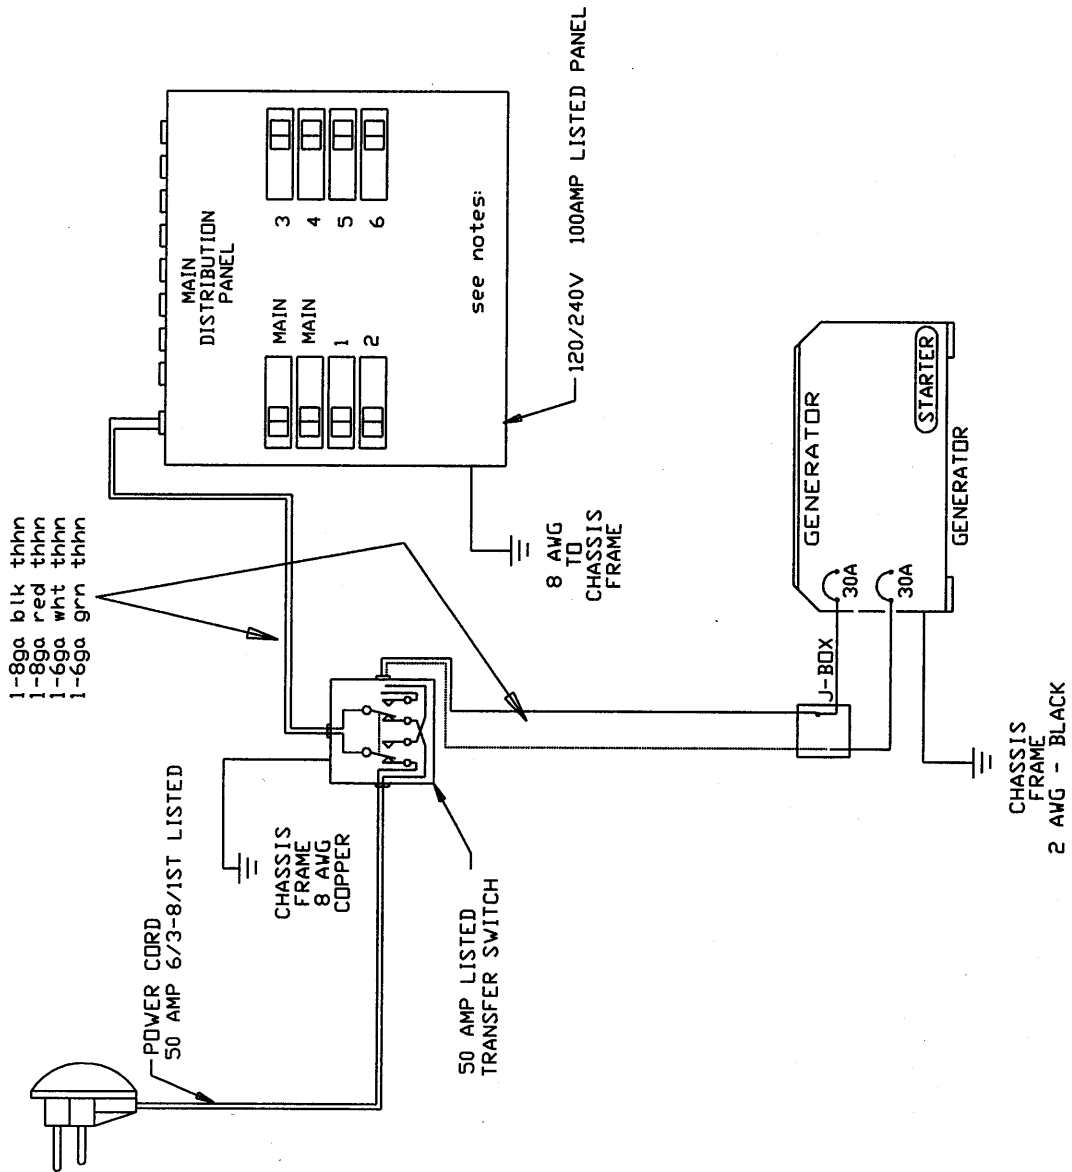 1-8ga blk thhn
1-8ga red thhn
1-6ga wht thhn
1-6ga grn thhn
MAIN
DISTRIBUTION
PANEL
MAIN
MAIN
1
2
3
4
5
6
see notes:
120/240V 100AMP LISTED PANEL
8 AWG
TO
CHASSIS
FRAME
POWER CORD
50 AMP 6/3-8/1ST LISTED
CHASSIS
FRAME
8 AWG
COPPER
50 AMP LISTED
TRANSFER SWITCH
J-BOX
30A
30A
GENERATOR
STARTER
GENERATOR
CHASSIS
FRAME
2 AWG - BLACK